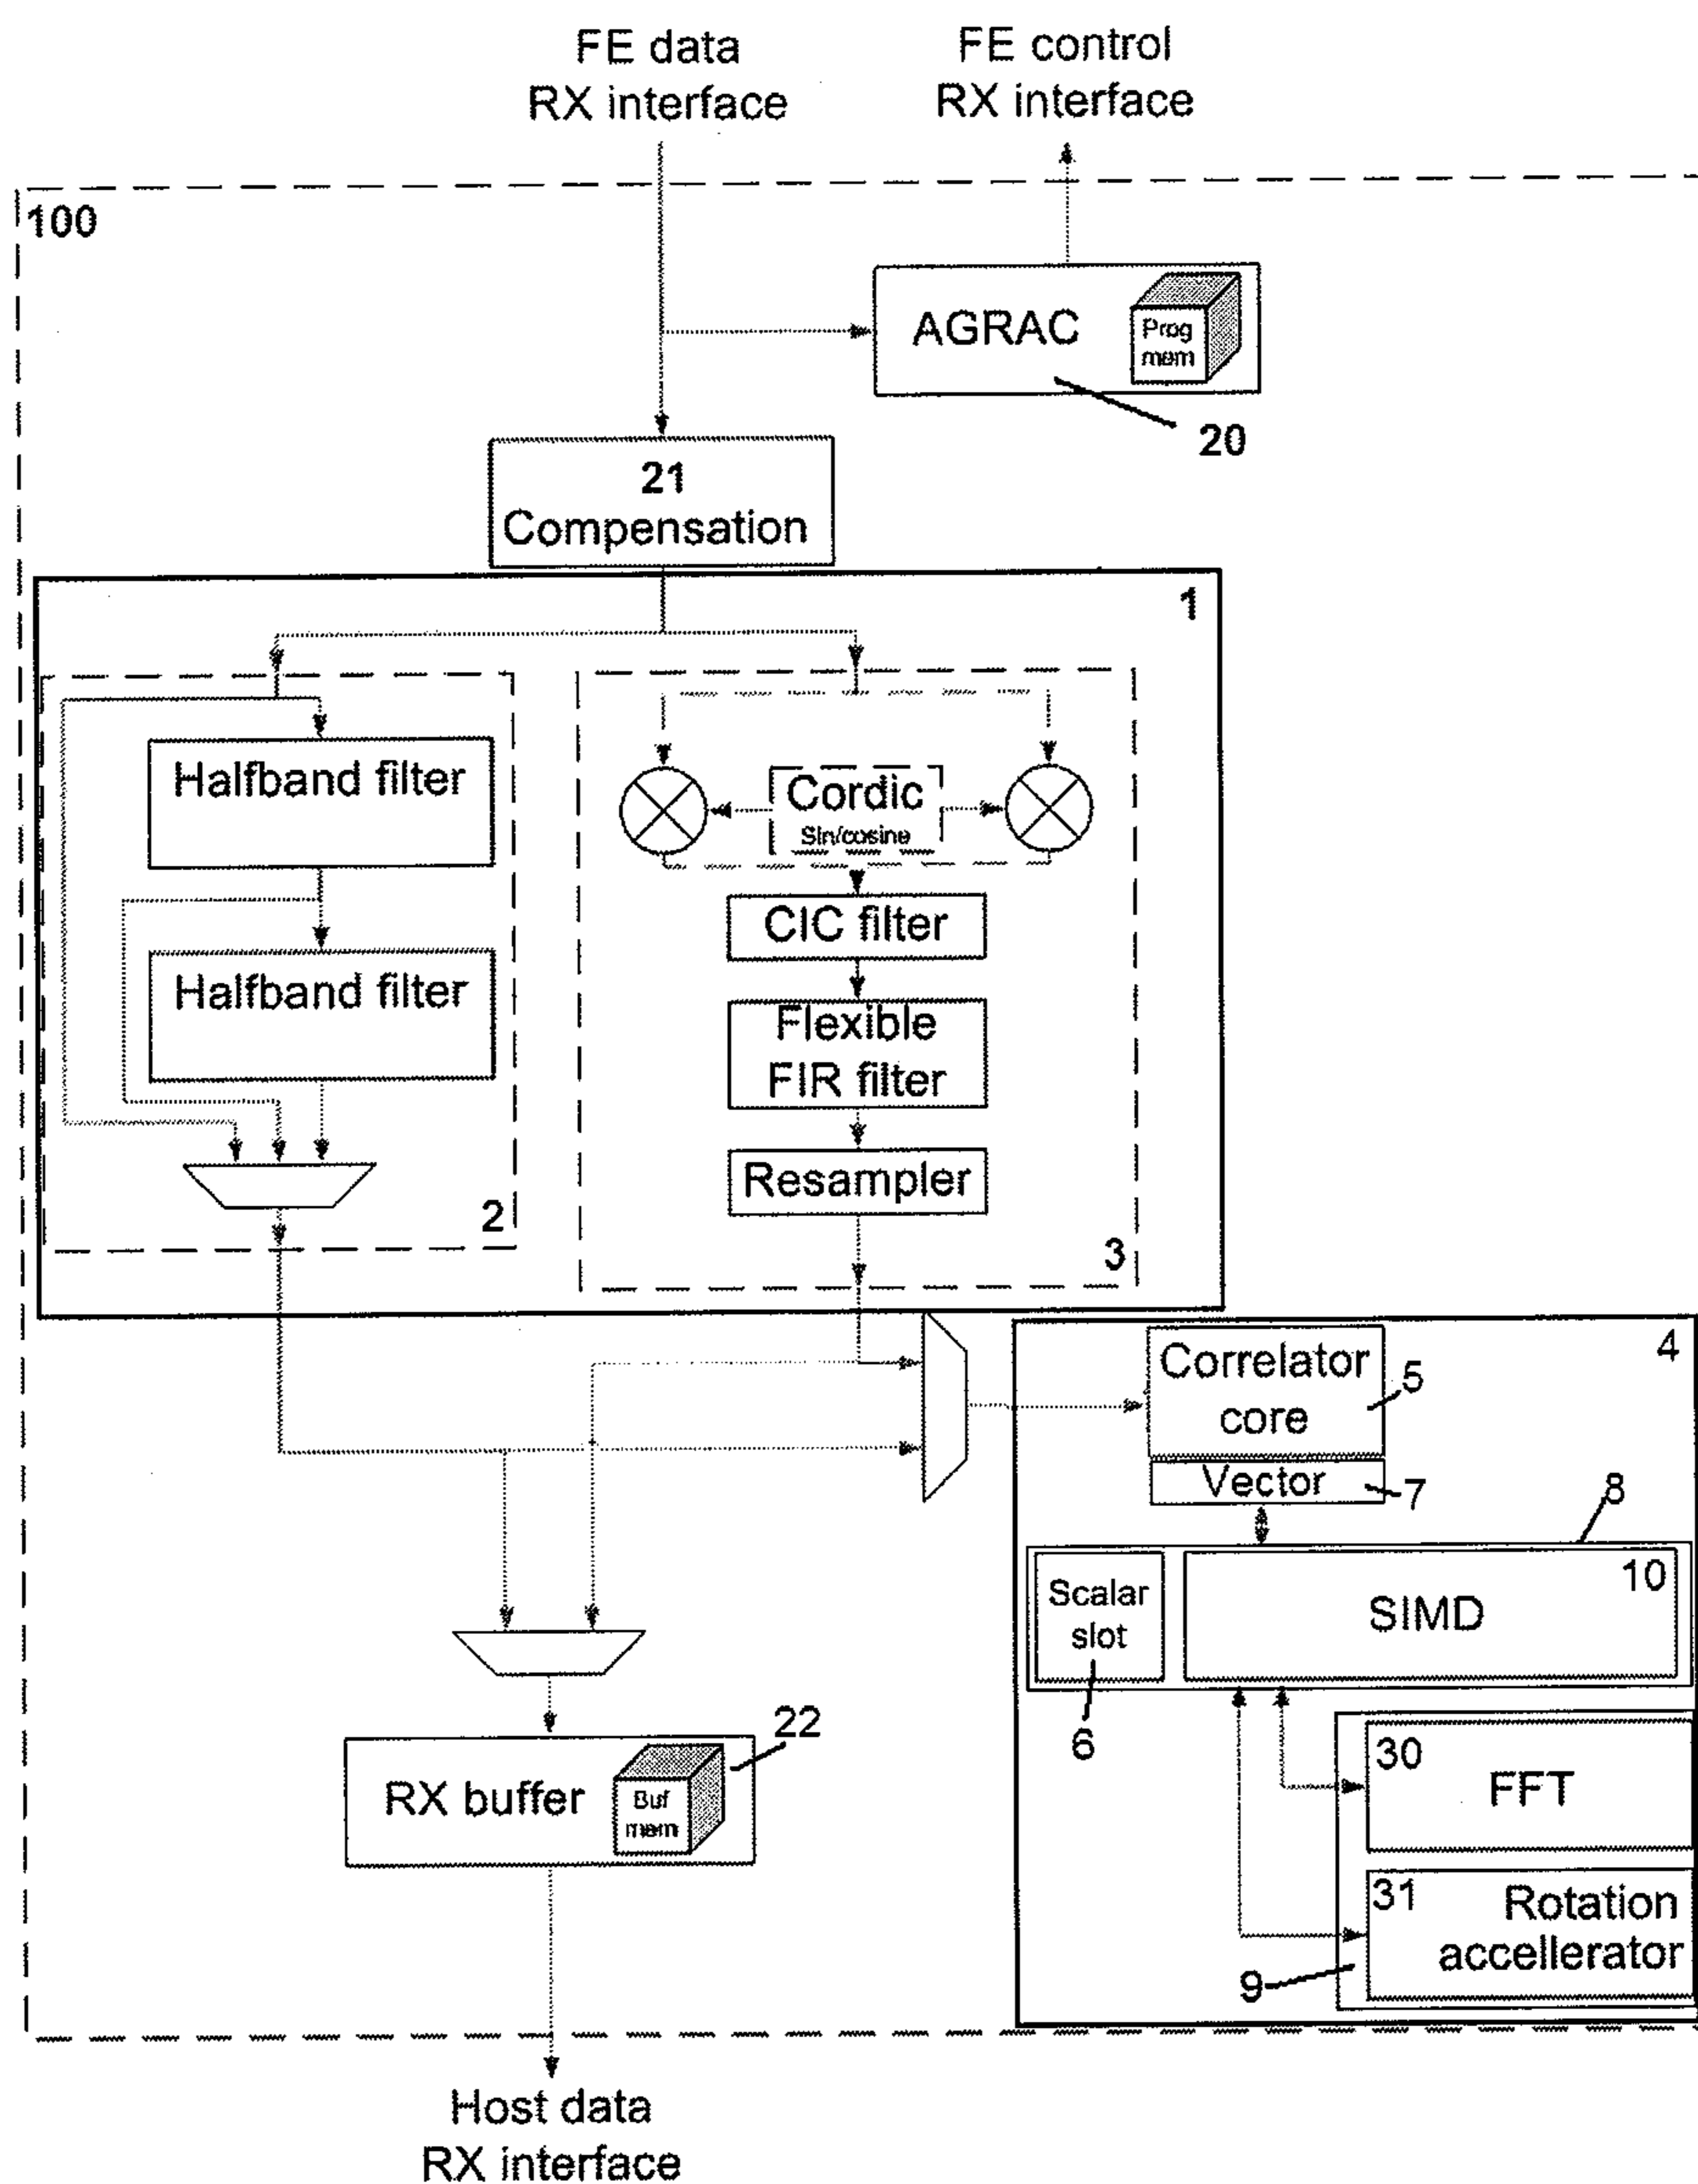 FE data
RX interface
FE control
RX interface
100
AGRAC
Prog
mem
20
21
Compensation
1
Halfband filter
Halfband filter
2
Cordic
Sin/cosine
CIC filter
Flexible
FIR filter
Resampler
3
4
Correlator
core
5
Vector
7
8
Scalar
slot
6
10
SIMD
RX buffer
Buf
mem
22
30
FFT
31
Rotation
accellerator
9
Host data
RX interface